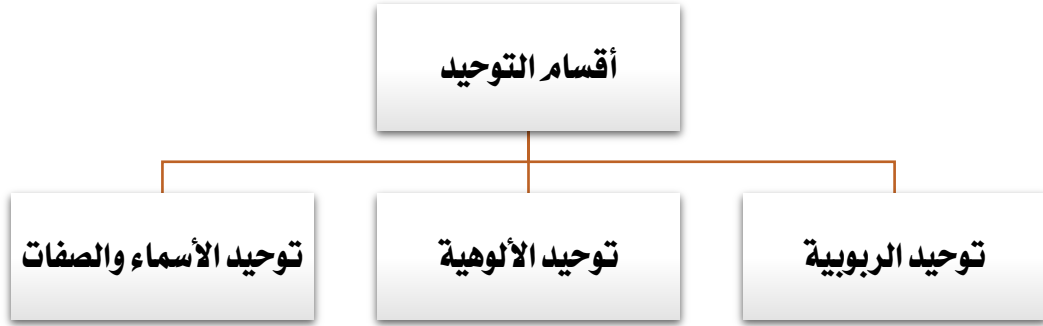 أقسام التوحيد
توحيد الربوبية
توحيد الألوهية
توحيد الأسماء والصفات